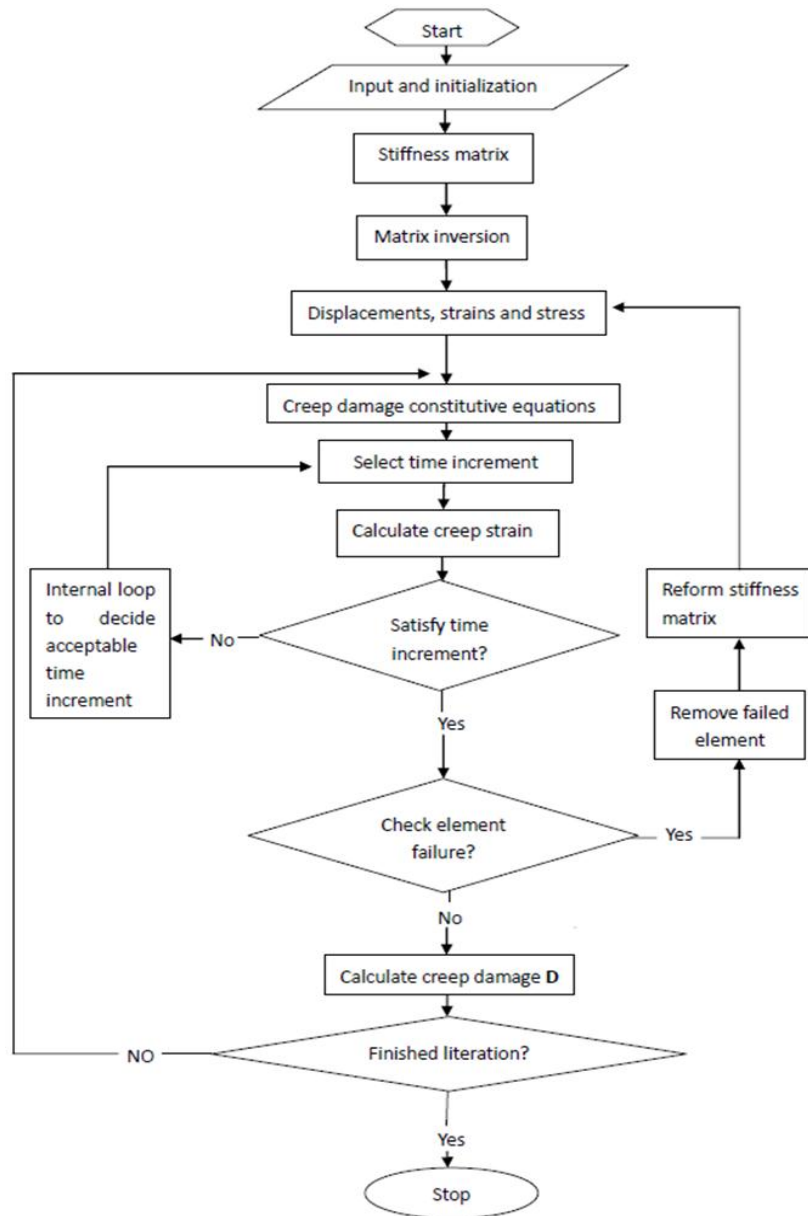 Start
Input and initialization
Stiffness matrix
Matrix inversion
Displacements, strains and stress
Creep damage constitutive equations
Select time increment
Calculate creep strain
Internal loop
to decide
acceptable
time
increment
No
Satisfy time
increment?
Reform stiffness
matrix
Remove failed
element
Yes
Check element
failure?
Yes
No
Calculate creep damage D
NO
Finished literation?
Yes
Stop